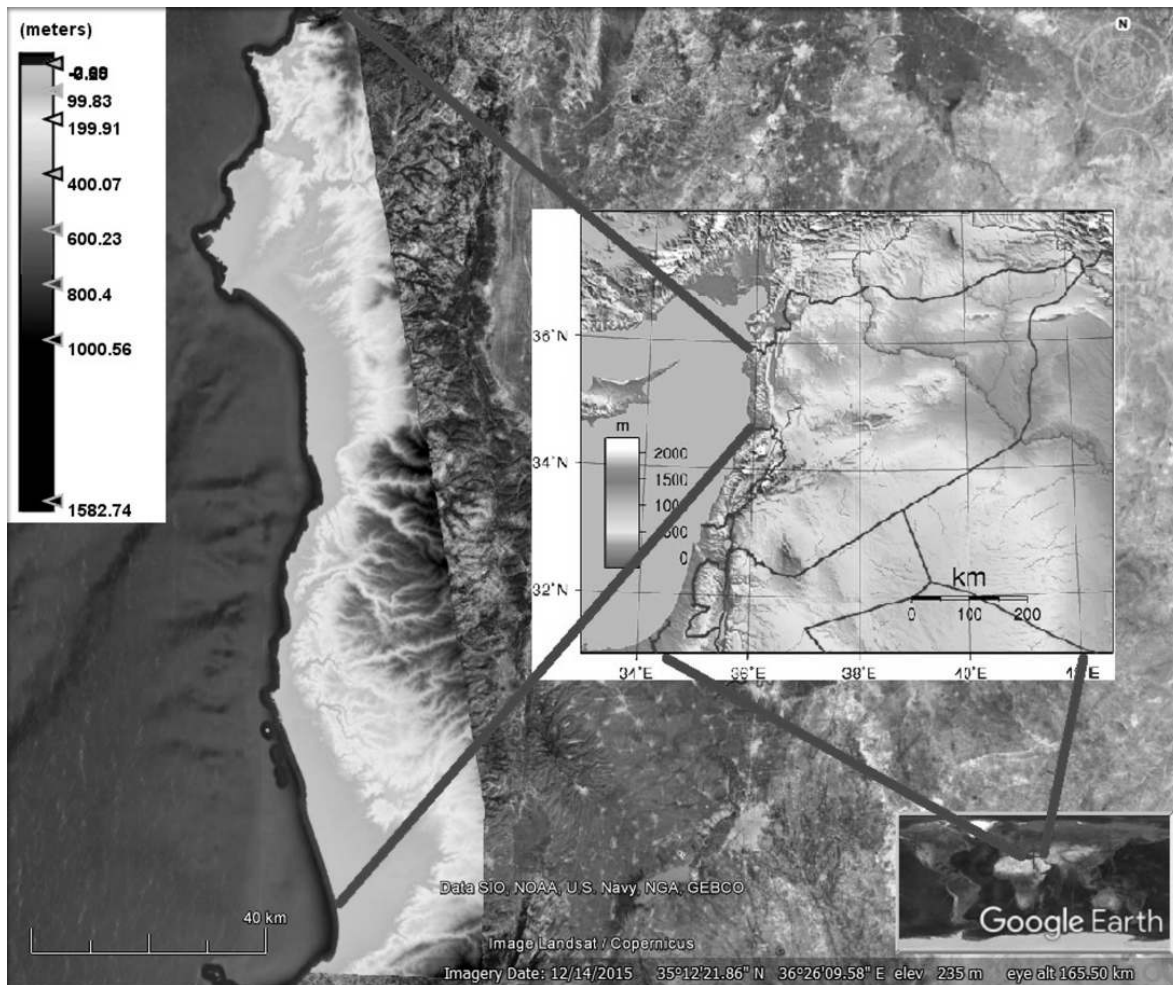 (meters)
99.83
199.91
400.07
600.23
800.4
1000.56
1582.74
N
36°N
34°N
32°N
m
2000
1500
1000
500
0
km
0 100 200
34°E 36°E 38°E 40°E
40 km
Data SIO, NOAA, U.S. Navy, NGA, GEBCO
Image Landsat / Copernicus
Google Earth
Imagery Date: 12/14/2015 35°12'21.86" N 36°26'09.58" E elev 235 m eye alt 165.50 km